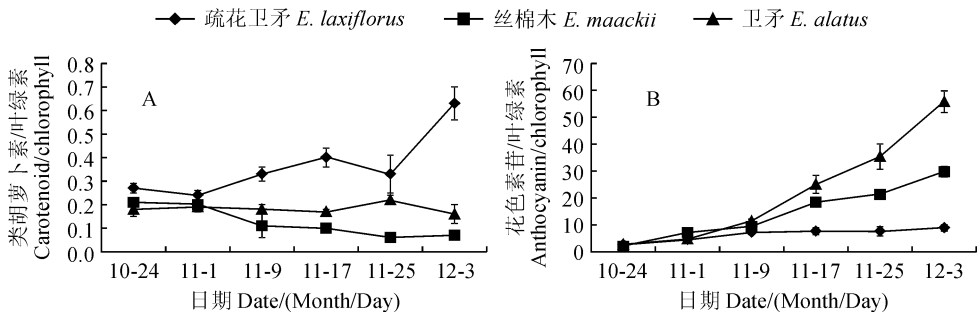 疏花卫矛 E. laxiflorus 丝棉木 E. maackii 卫矛 E. alatus
类胡萝卜素/叶绿素
Carotenoid/chlorophyll
0.8
0.7
0.6
0.5
0.4
0.3
0.2
0.1
0.0
A
10-24 11-1 11-9 11-17 11-25 12-3
日期 Date/(Month/Day)
花色素苷/叶绿素
Anthocyanin/chlorophyll
70
60
50
40
30
20
10
0
B
10-24 11-1 11-9 11-17 11-25 12-3
日期 Date/(Month/Day)